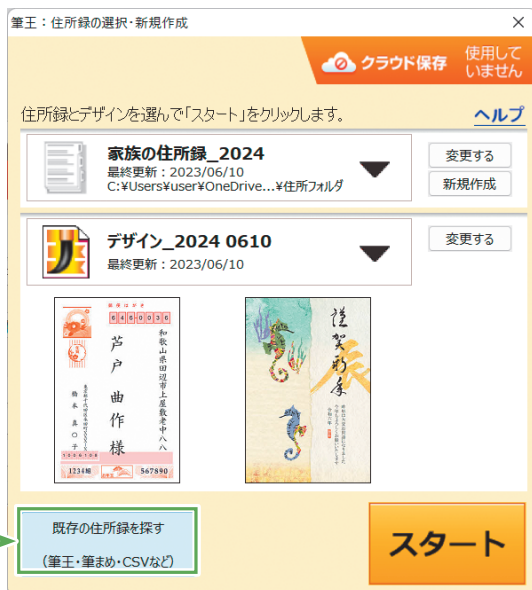 筆王：住所録の選択・新規作成
クラウド保存
使用して
いません
住所録とデザインを選んで「スタート」をクリックします。
ヘルプ
家族の住所録_2024
最終更新：2023/06/10
C:¥Users¥user¥OneDrive...¥住所フォルダ
変更する
新規作成
デザイン_2024 0610
最終更新：2023/06/10
変更する
郵便はがき
6460036
和歌山県田辺市上屋敷老中八八
芦戸 曲作 様
1234組
567890
謹賀新年
辰
既存の住所録を探す
(筆王・筆まめ・CSVなど)
スタート